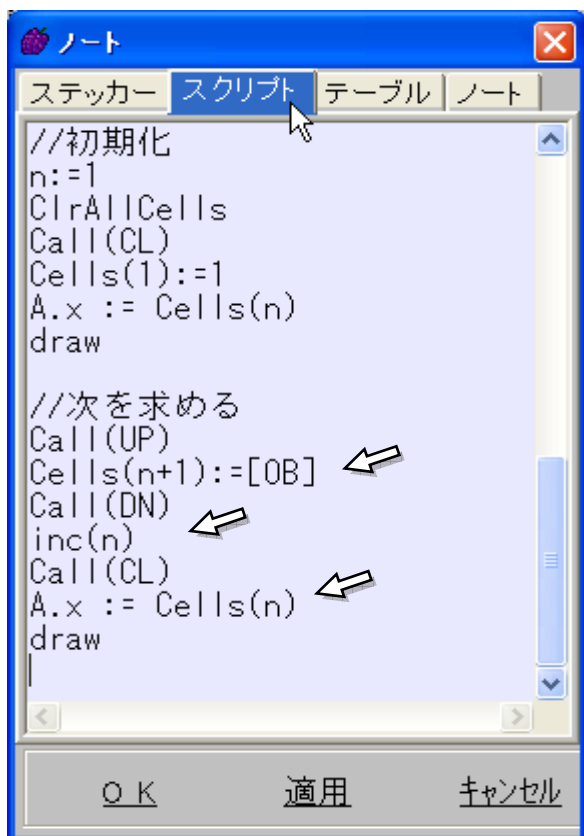 ノート
ステッカー スクリプト テーブル ノート
//初期化
n:=1
ClrAllCells
Call(CL)
Cells(1):=1
A.x := Cells(n)
draw
//次を求める
Call(UP)
Cells(n+1):=[OB]
Call(DN)
inc(n)
Call(CL)
A.x := Cells(n)
draw
ＯＫ 適用 キャンセル